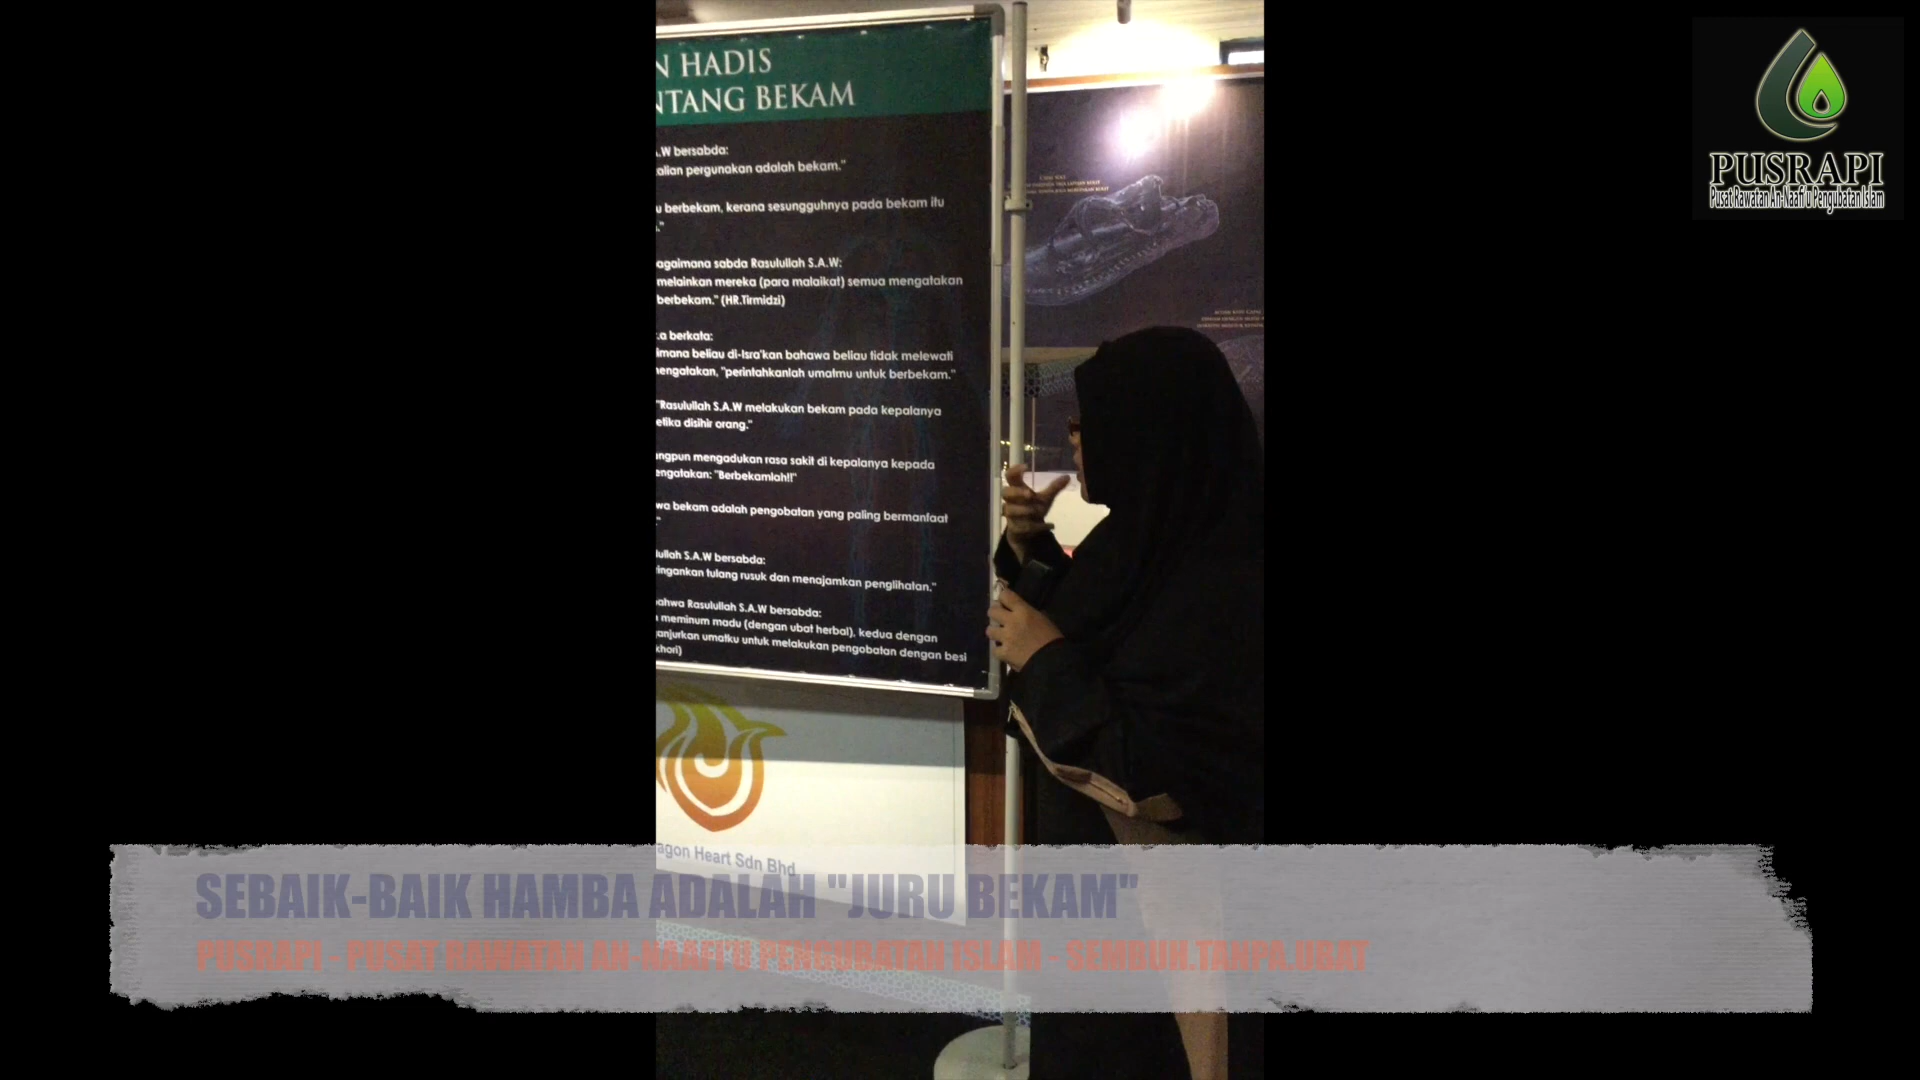 N HADIS
NTANG BEKAM
.W bersabda:
alian pergunakan adalah bekam."
u berbekam, kerana sesungguhnya pada bekam itu
."
agaimana sabda Rasulullah S.A.W:
melainkan mereka (para malaikat) semua mengatakan
berbekam." (HR.Tirmidzi)
.a berkata:
imana beliau di-Isra'kan bahawa beliau tidak melewati
engatakan, "perintahkanlah umatmu untuk berbekam."
"Rasulullah S.A.W melakukan bekam pada kepalanya
etika disihir orang."
ngpun mengadukan rasa sakit di kepalanya kepada
engatakan: "Berbekamlah!!"
wa bekam adalah pengobatan yang paling bermanfaat
."
lullah S.A.W bersabda:
ringankan tulang rusuk dan menajamkan penglihatan."
ahwa Rasulullah S.A.W bersabda:
meminum madu (dengan ubat herbal), kedua dengan
ganjurkan umatku untuk melakukan pengobatan dengan besi
khori)
agon Heart Sdn Bhd
PUSRAPI
Pusat Rawatan An-Naafi'u Pengubatan Islam
SEBAIK-BAIK HAMBA ADALAH "JURU BEKAM"
PUSRAPI - PUSAT RAWATAN AN-NAAFI'U PENGUBATAN ISLAM - SEMBUH.TANPA.UBAT